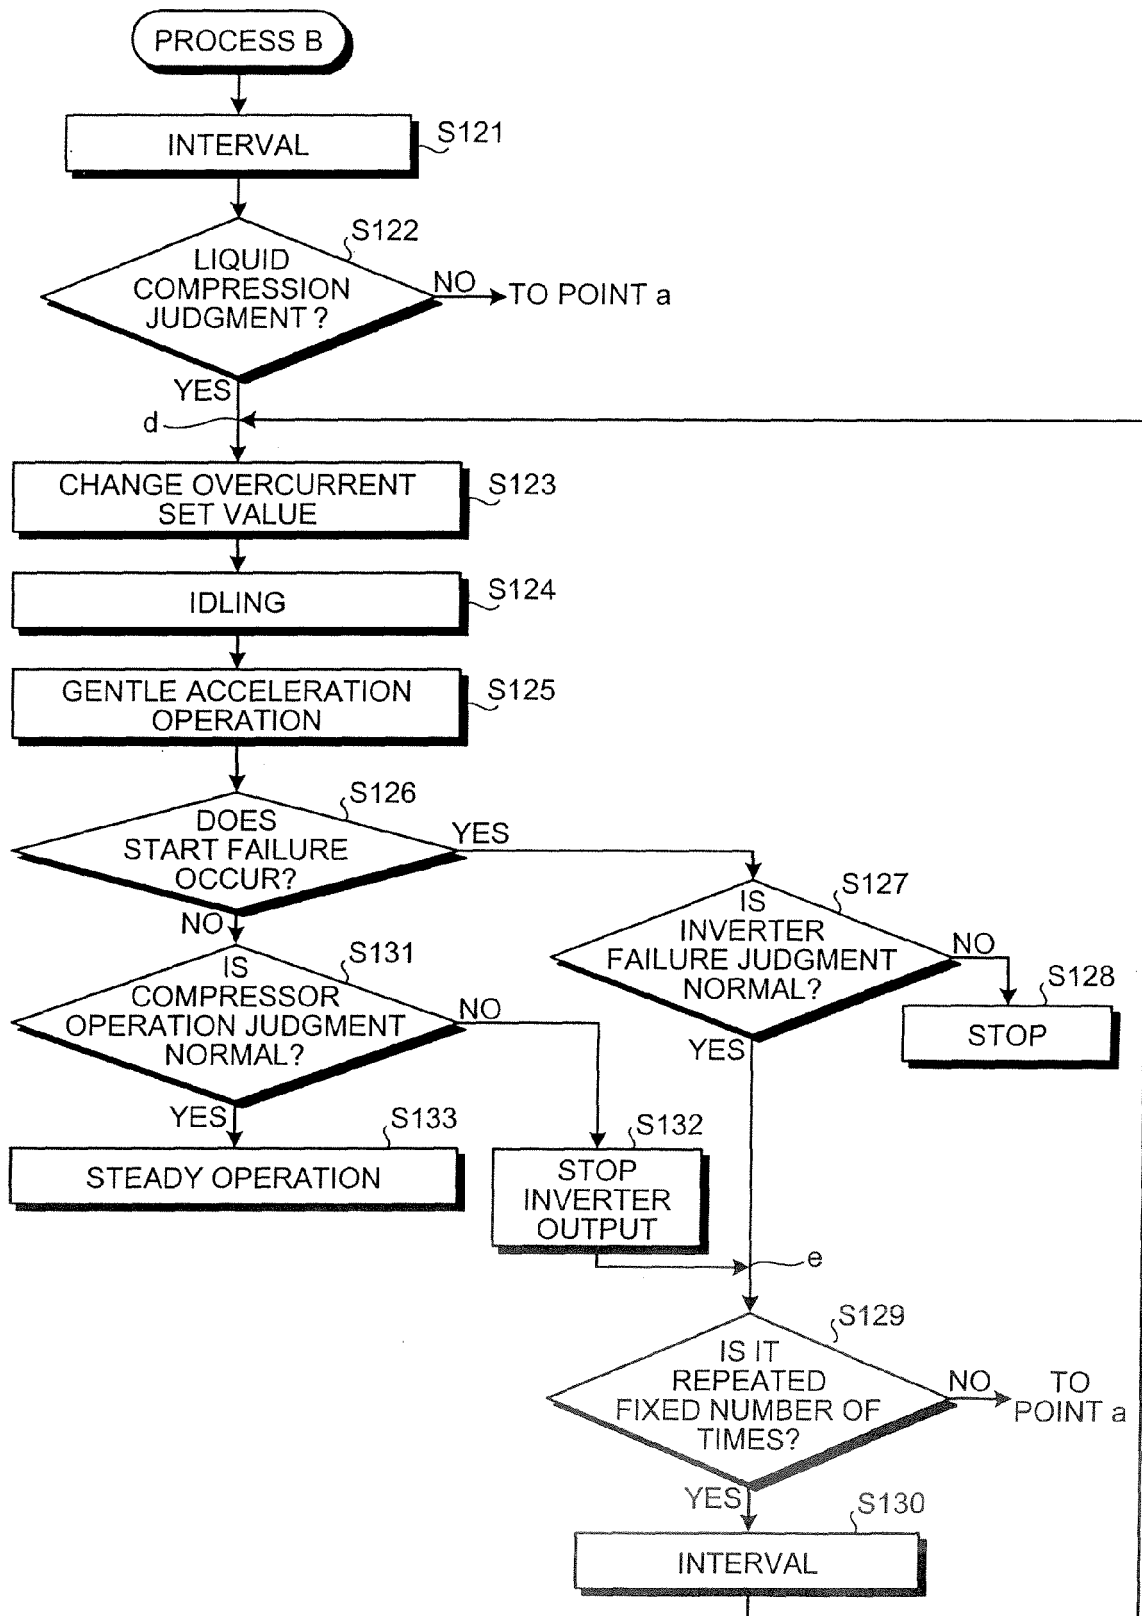 PROCESS B
INTERVAL
S121
LIQUID
COMPRESSION
JUDGMENT ?
S122
NO
TO POINT a
YES
d
CHANGE OVERCURRENT
SET VALUE
S123
IDLING
S124
GENTLE ACCELERATION
OPERATION
S125
DOES
START FAILURE
OCCUR?
S126
YES
NO
IS
INVERTER
FAILURE JUDGMENT
NORMAL?
S127
NO
S128
STOP
YES
IS
COMPRESSOR
OPERATION JUDGMENT
NORMAL?
S131
NO
YES
S133
STEADY OPERATION
S132
STOP
INVERTER
OUTPUT
e
IS IT
REPEATED
FIXED NUMBER OF
TIMES?
S129
NO
TO
POINT a
YES
S130
INTERVAL